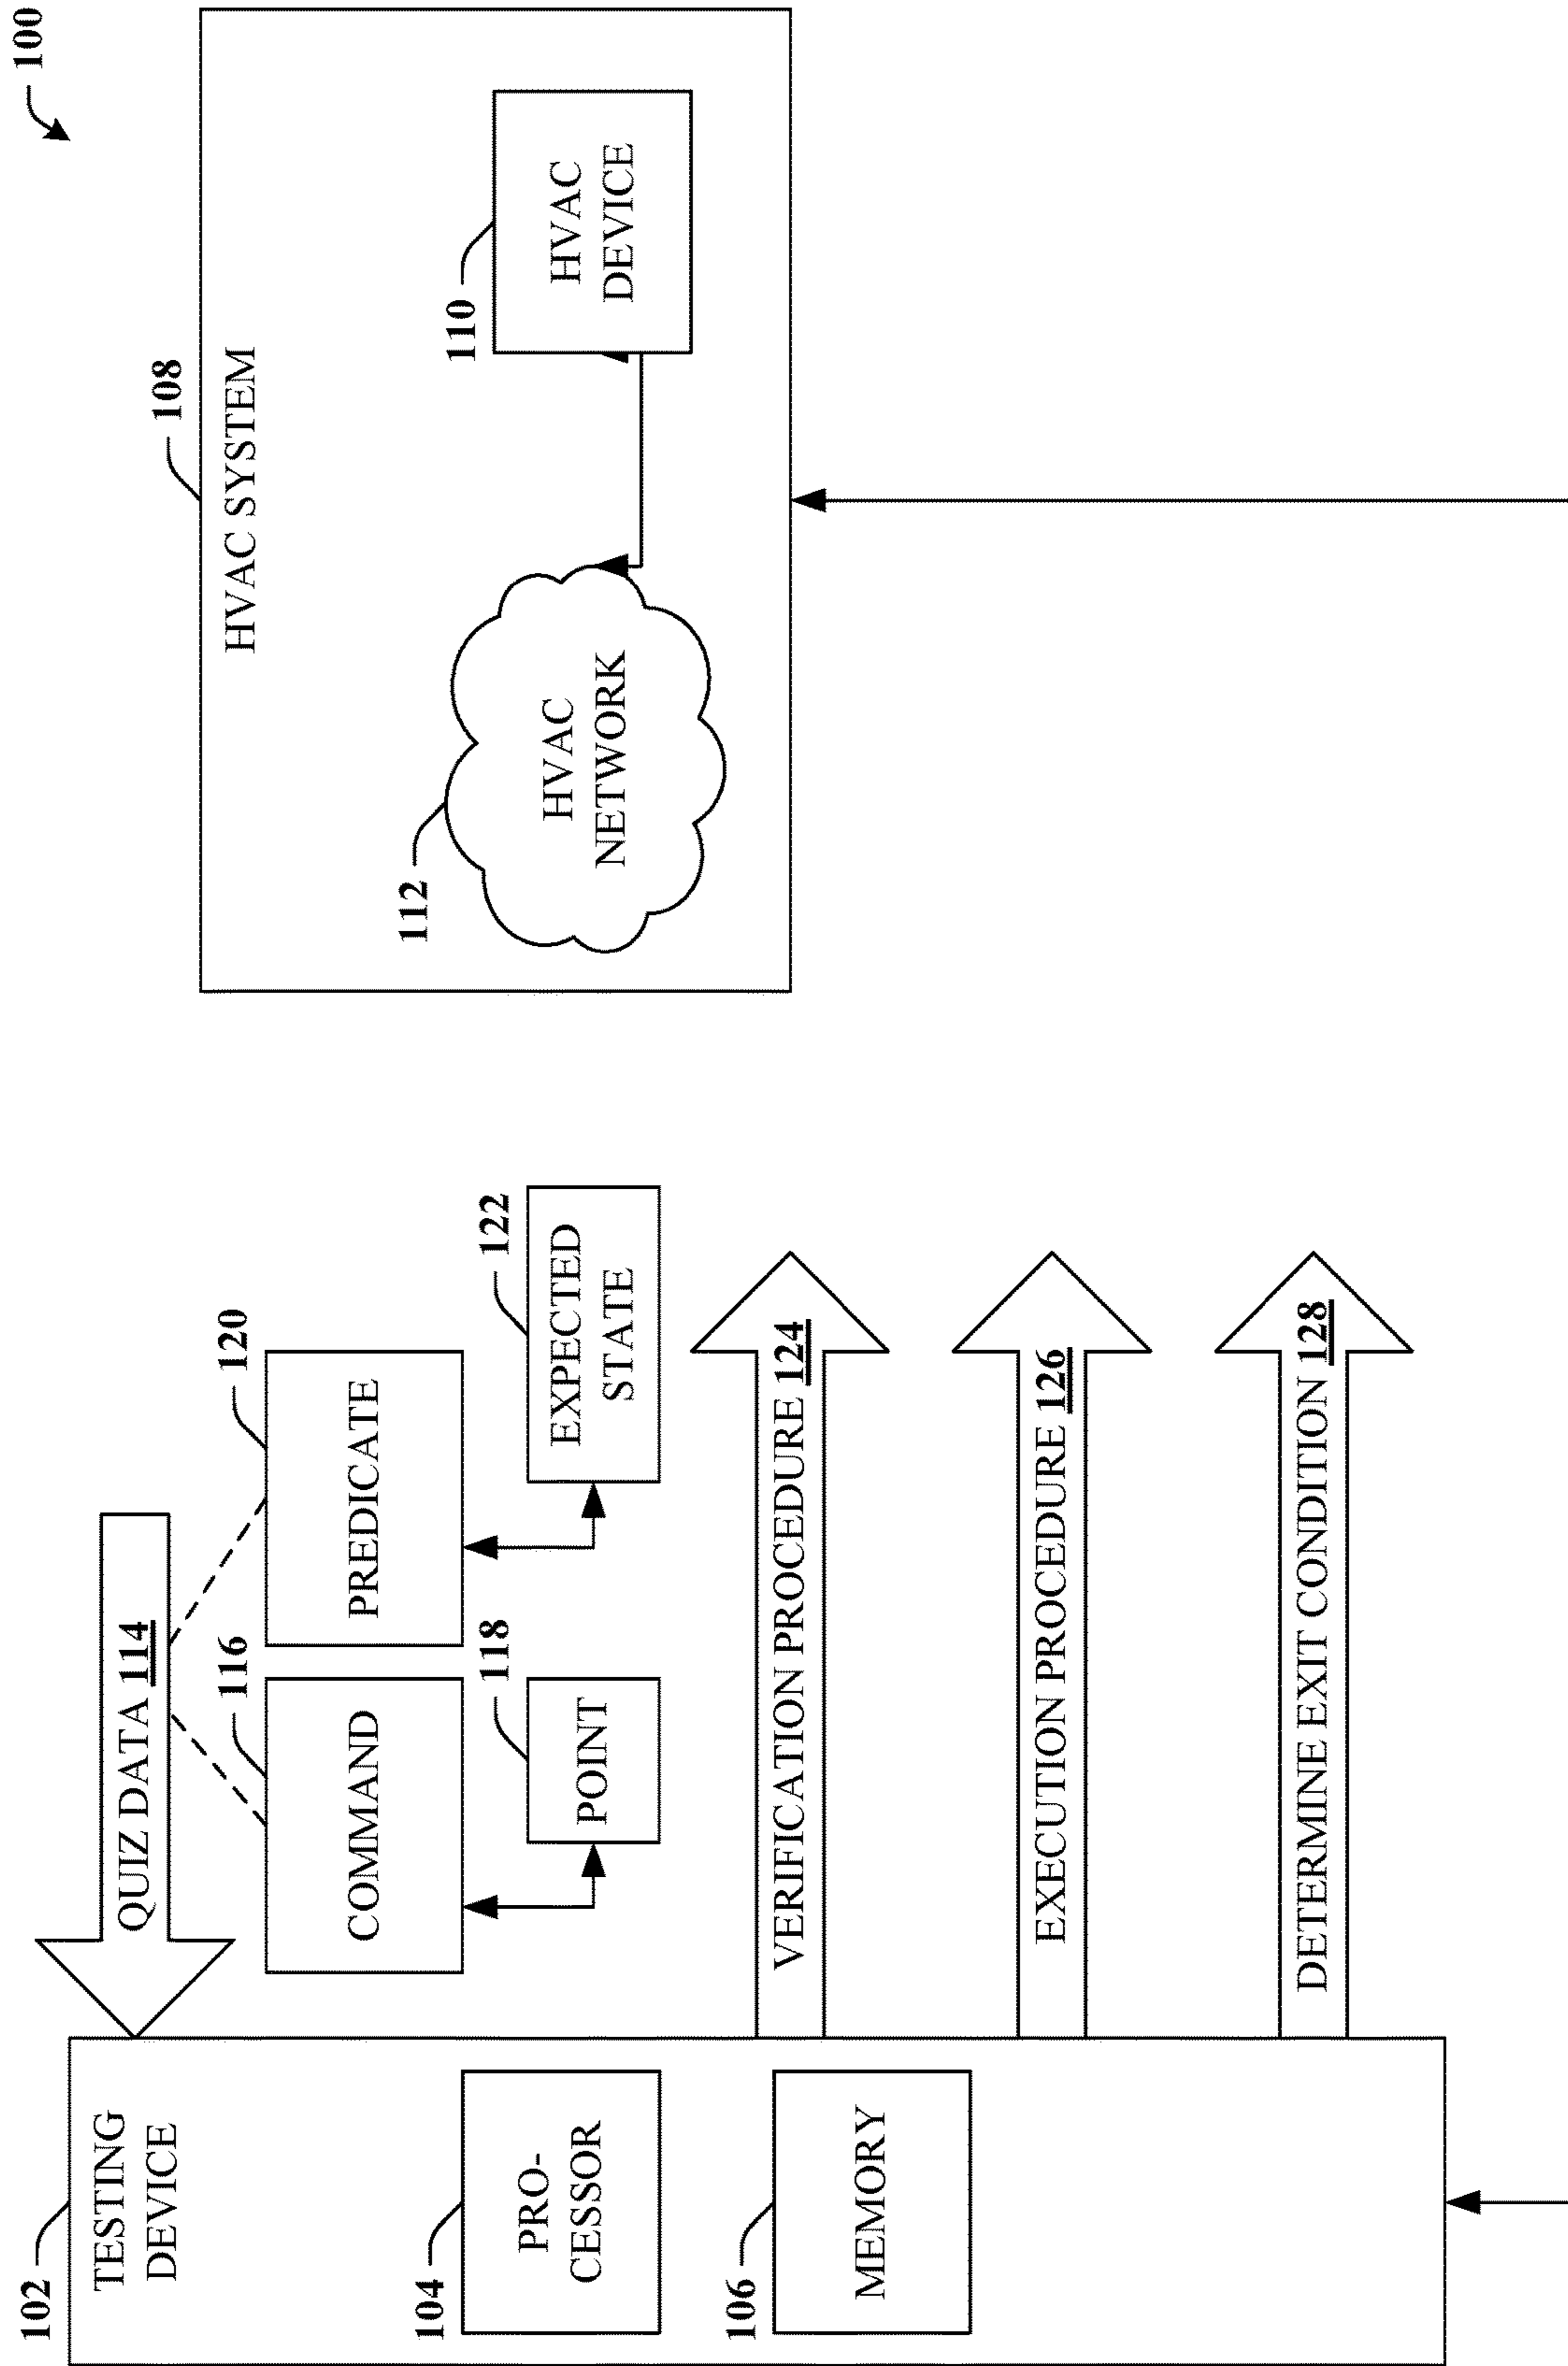 100
102
TESTING
DEVICE
104
PRO-
CESSOR
106
MEMORY
QUIZ DATA 114
116
COMMAND
118
POINT
120
PREDICATE
122
EXPECTED
STATE
VERIFICATION PROCEDURE 124
EXECUTION PROCEDURE 126
DETERMINE EXIT CONDITION 128
108
HVAC SYSTEM
112
HVAC
NETWORK
110
HVAC
DEVICE